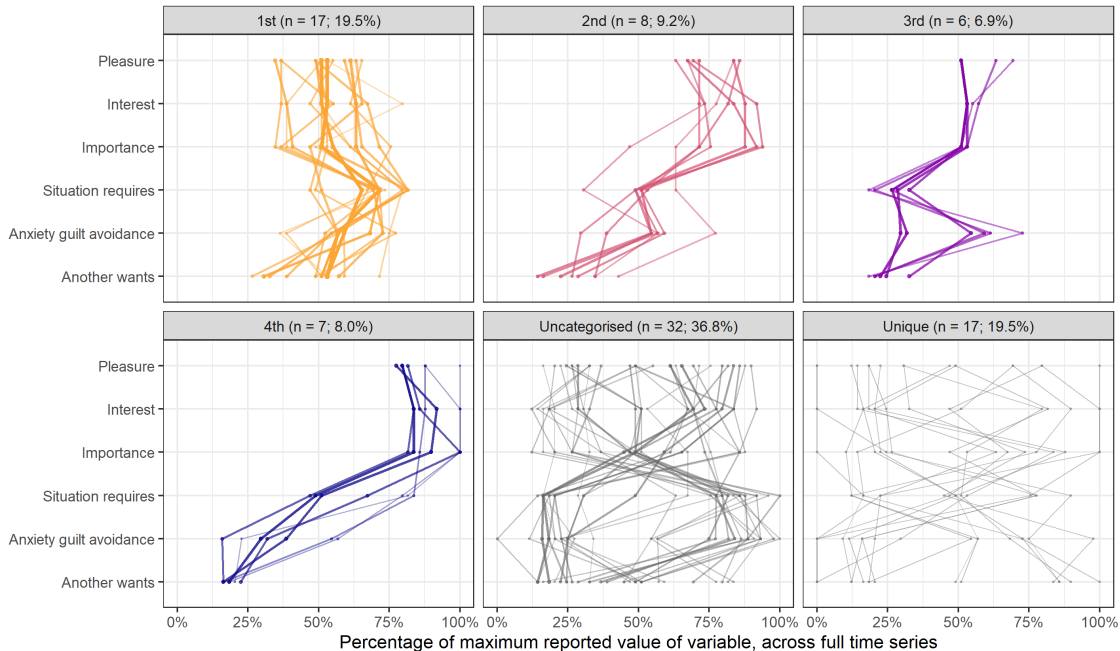 1st (n = 17; 19.5%)
2nd (n = 8; 9.2%)
3rd (n = 6; 6.9%)
Pleasure
Interest
Importance
Situation requires
Anxiety guilt avoidance
Another wants
4th (n = 7; 8.0%)
Uncategorised (n = 32; 36.8%)
Unique (n = 17; 19.5%)
Pleasure
Interest
Importance
Situation requires
Anxiety guilt avoidance
Another wants
0% 25% 50% 75% 100%
0% 25% 50% 75% 100%
0% 25% 50% 75% 100%
Percentage of maximum reported value of variable, across full time series